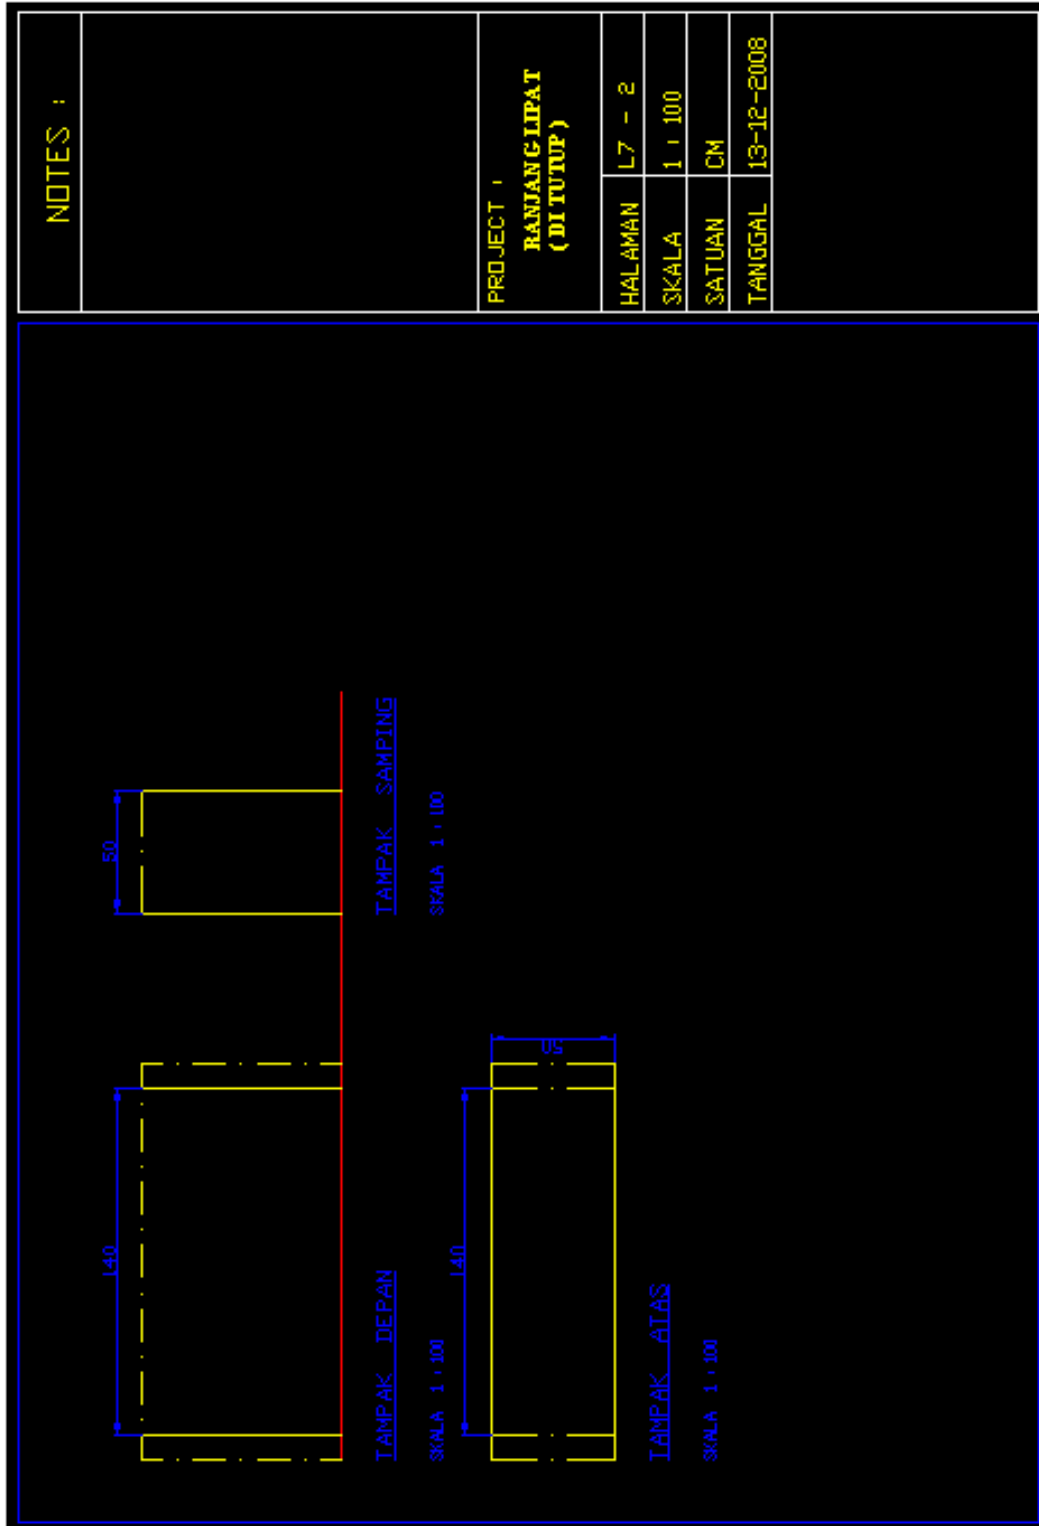 NOTES :
PROJECT :
RANJANG LIPAT
( DI TUTUP )
HALAMAN L7 - 2
SKALA 1 : 100
SATUAN CM
TANGGAL 13-12-2008
140
50
TAMPAK DEPAN
SKALA 1 : 100
TAMPAK SAMPING
SKALA 1 : 100
140
50
TAMPAK ATAS
SKALA 1 : 100